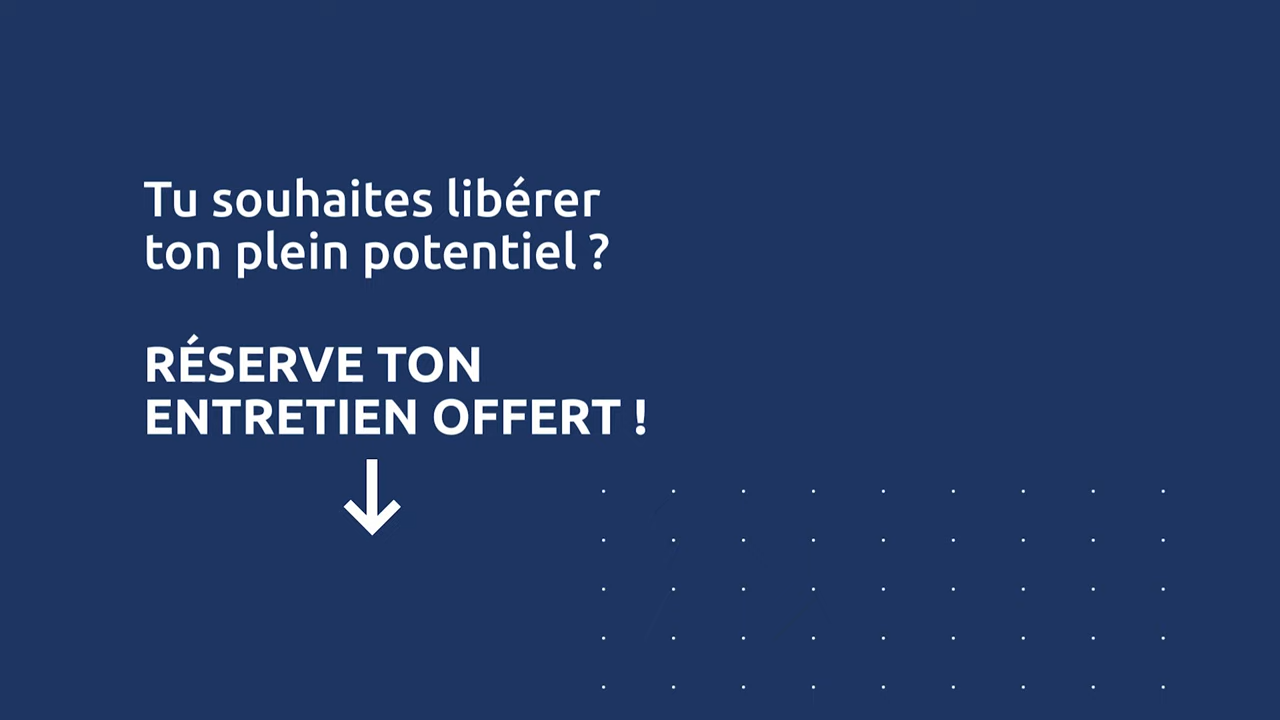 Tu souhaites libérer
ton plein potentiel ?
RÉSERVE TON
ENTRETIEN OFFERT !